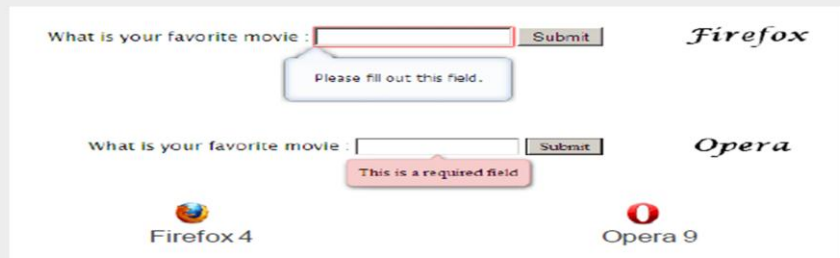 What is your favorite movie : Submit Firefox
Please fill out this field.
What is your favorite movie : Submit Opera
This is a required field
Firefox 4 Opera 9